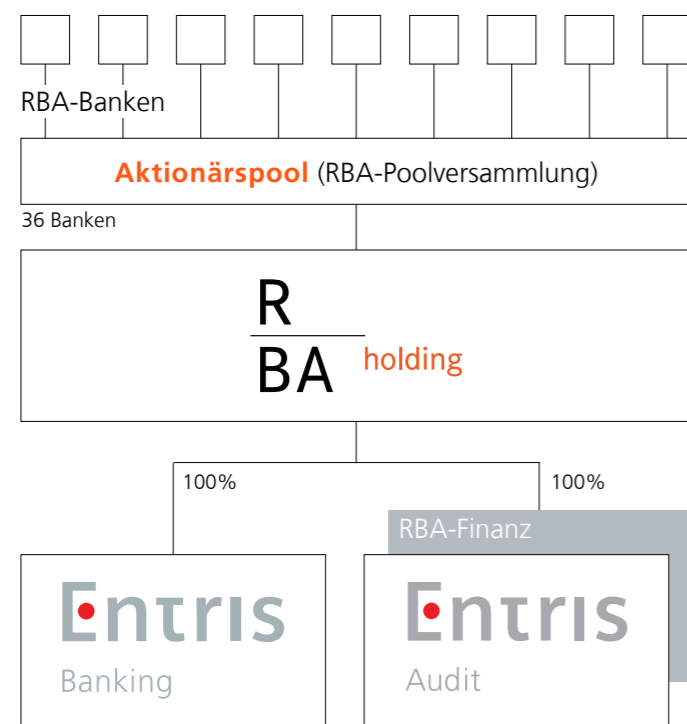 RBA-Banken
Aktionärspool (RBA-Poolversammlung)
36 Banken
R
BA holding
100% 100%
RBA-Finanz
Entris Entris
Banking Audit